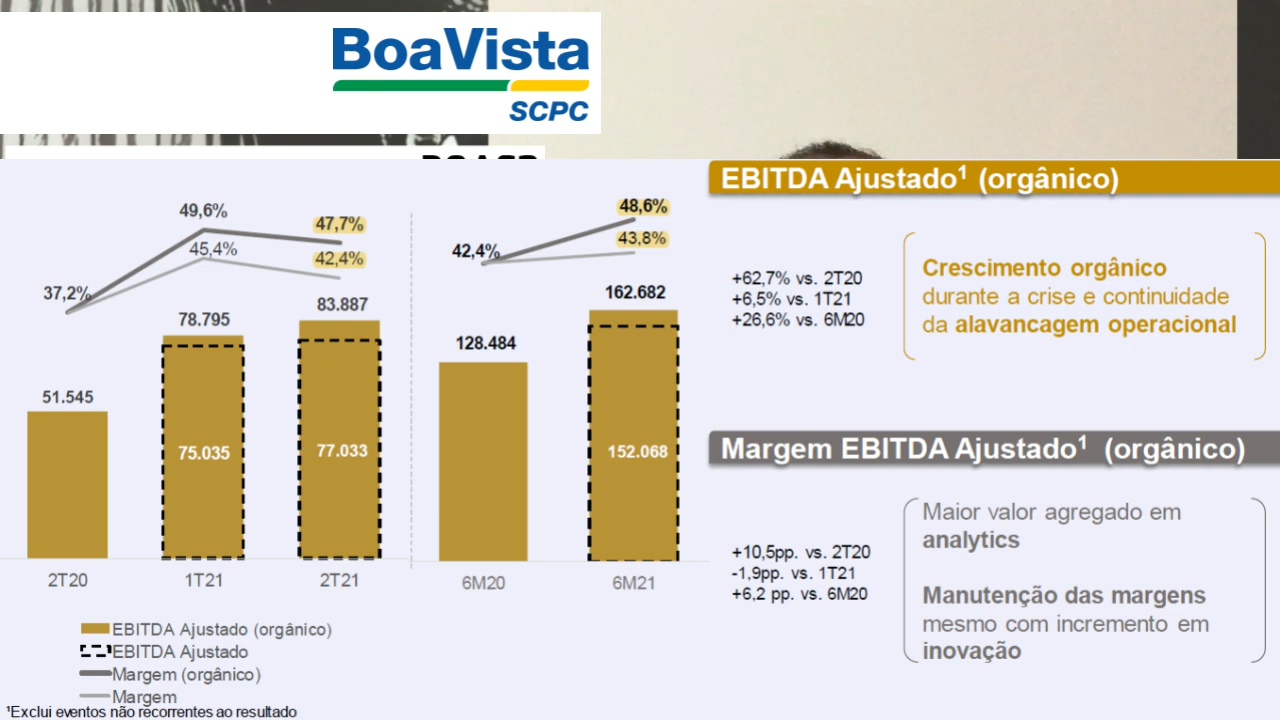 BoaVista
SCPC
EBITDA Ajustado¹ (orgânico)
49,6%
47,7%
45,4%
42,4%
37,2%
78.795
83.887
51.545
75.035
77.033
2T20
1T21
2T21
48,6%
43,8%
42,4%
162.682
128.484
152.068
6M20
6M21
EBITDA Ajustado (orgânico)
EBITDA Ajustado
Margem (orgânico)
Margem
¹Exclui eventos não recorrentes ao resultado
+62,7% vs. 2T20
+6,5% vs. 1T21
+26,6% vs. 6M20
Crescimento orgânico
durante a crise e continuidade
da alavancagem operacional
Margem EBITDA Ajustado¹ (orgânico)
+10,5pp. vs. 2T20
-1,9pp. vs. 1T21
+6,2 pp. vs. 6M20
Maior valor agregado em
analytics
Manutenção das margens
mesmo com incremento em
inovação